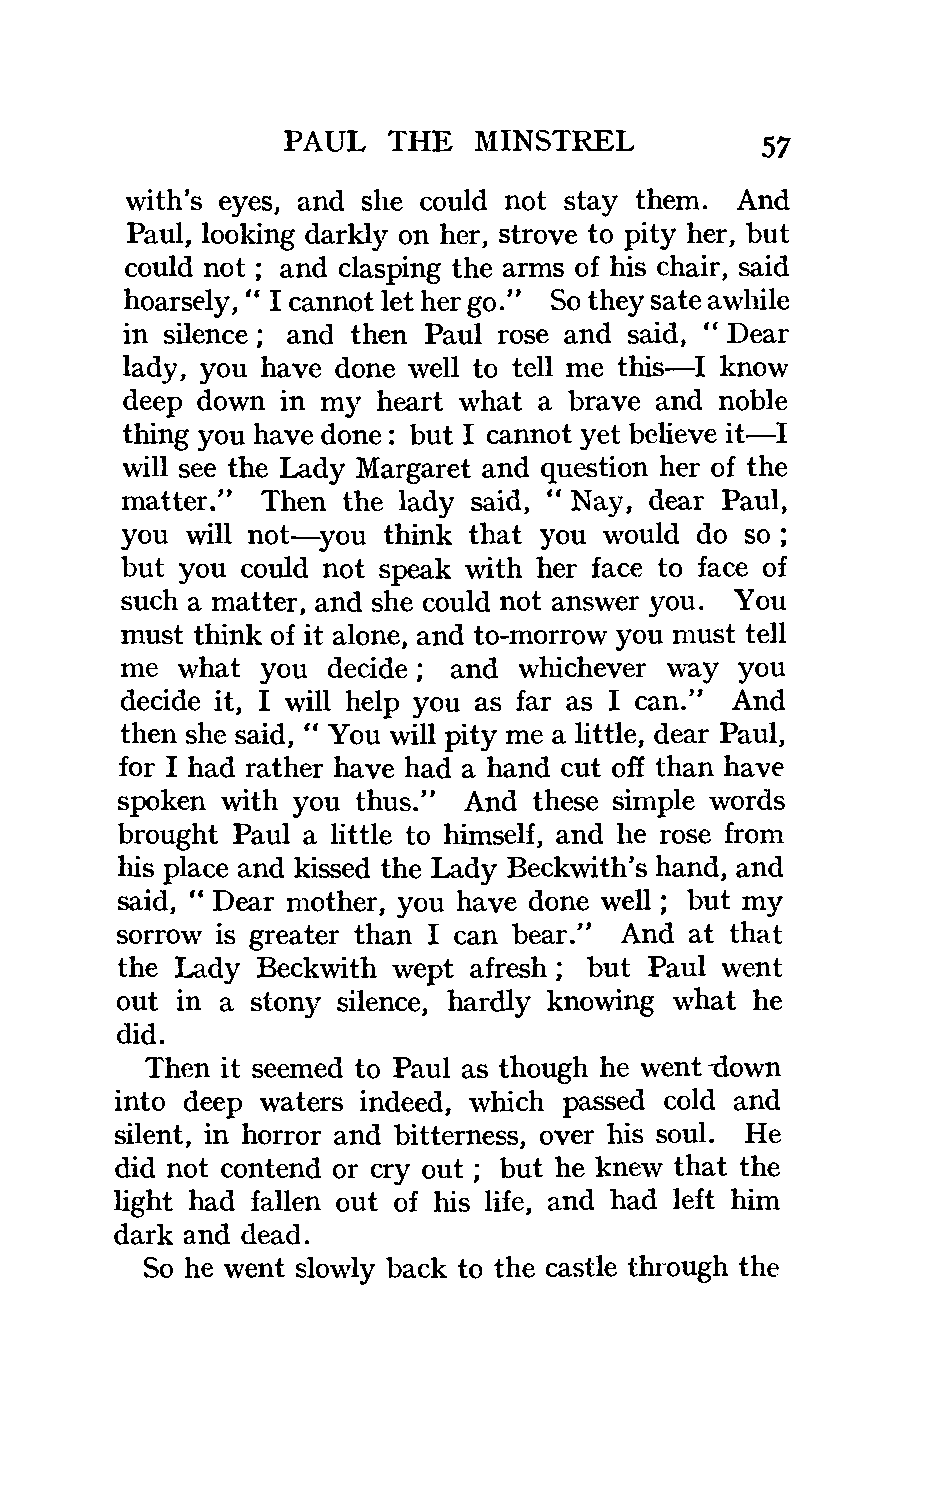 PAUL THE MINSTREL 57
with's eyes, and she could not stay them. And
Paul, looking darkly on her, strove to pity her, but
could not ; and clasping the arms of his chair, said
hoarsely, " I cannot let her go." So they sate awhile
in silence ; and then Paul rose and said, " Dear
lady, you have done well to tell me this—I know
deep down in my heart what a brave and noble
thing you have done : but I cannot yet believe it—I
will see the Lady Margaret and question her of the
matter." Then the lady said, " Nay, dear Paul,
you will not—you think that you would do so ;
but you could not speak with her face to face of
such a matter, and she could not answer you. You
must think of it alone, and to-morrow you must tell
me what you decide ; and whichever way you
decide it, I will help you as far as I can." And
then she said, " You will pity me a little, dear Paul,
for I had rather have had a hand cut off than have
spoken with you thus." And these simple words
brought Paul a little to himself, and he rose from
his place and kissed the Lady Beckwith's hand, and
said, " Dear mother, you have done well ; but my
sorrow is greater than I can bear." And at that
the Lady Beckwith wept afresh ; but Paul went
out in a stony silence, hardly knowing what he
did.
Then it seemed to Paul as though he went down
into deep waters indeed, which passed cold and
silent, in horror and bitterness, over his soul. He
did not contend or cry out ; but he knew that the
light had fallen out of his life, and had left him
dark and dead.
So he went slowly back to the castle through the